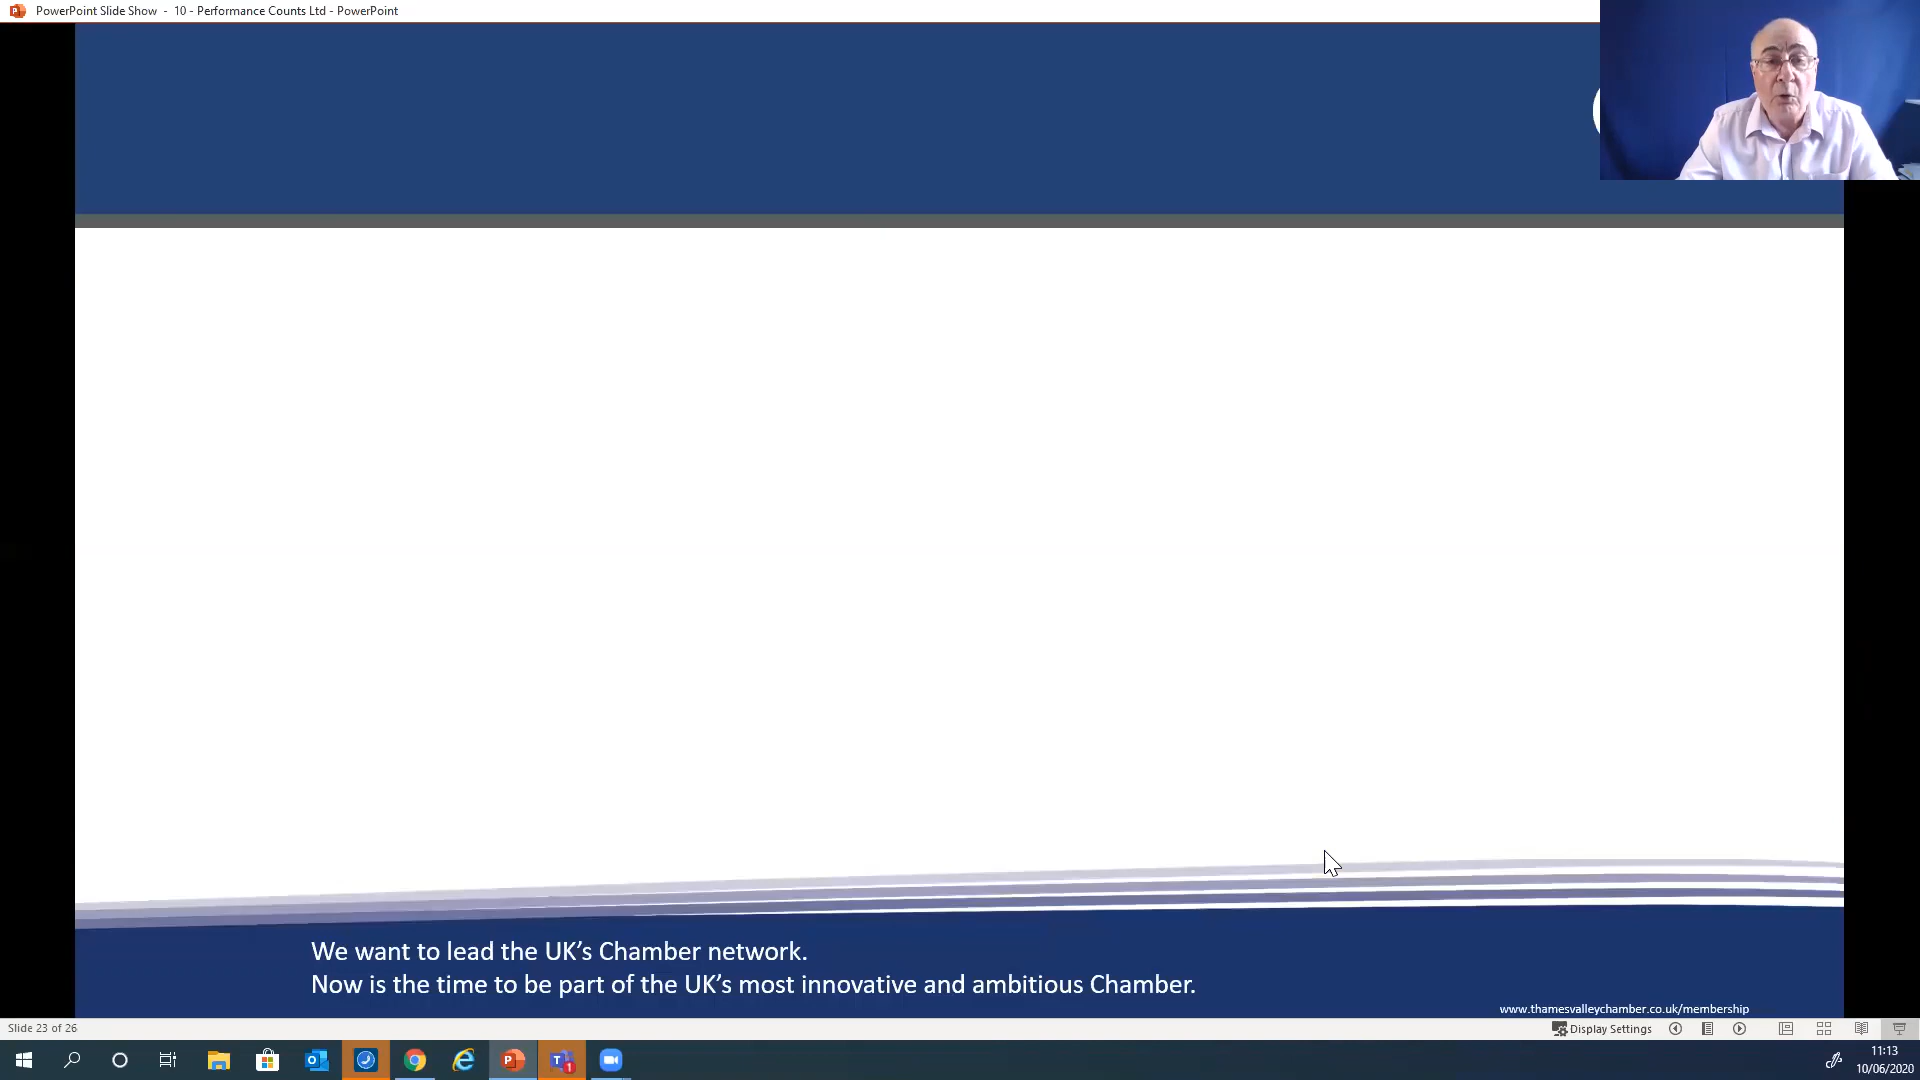 PowerPoint Slide Show - 10 - Performance Counts Ltd - PowerPoint
We want to lead the UK’s Chamber network.
Now is the time to be part of the UK’s most innovative and ambitious Chamber.
www.thamesvalleychamber.co.uk/membership
Slide 23 of 26
Display Settings
11:13
10/06/2020